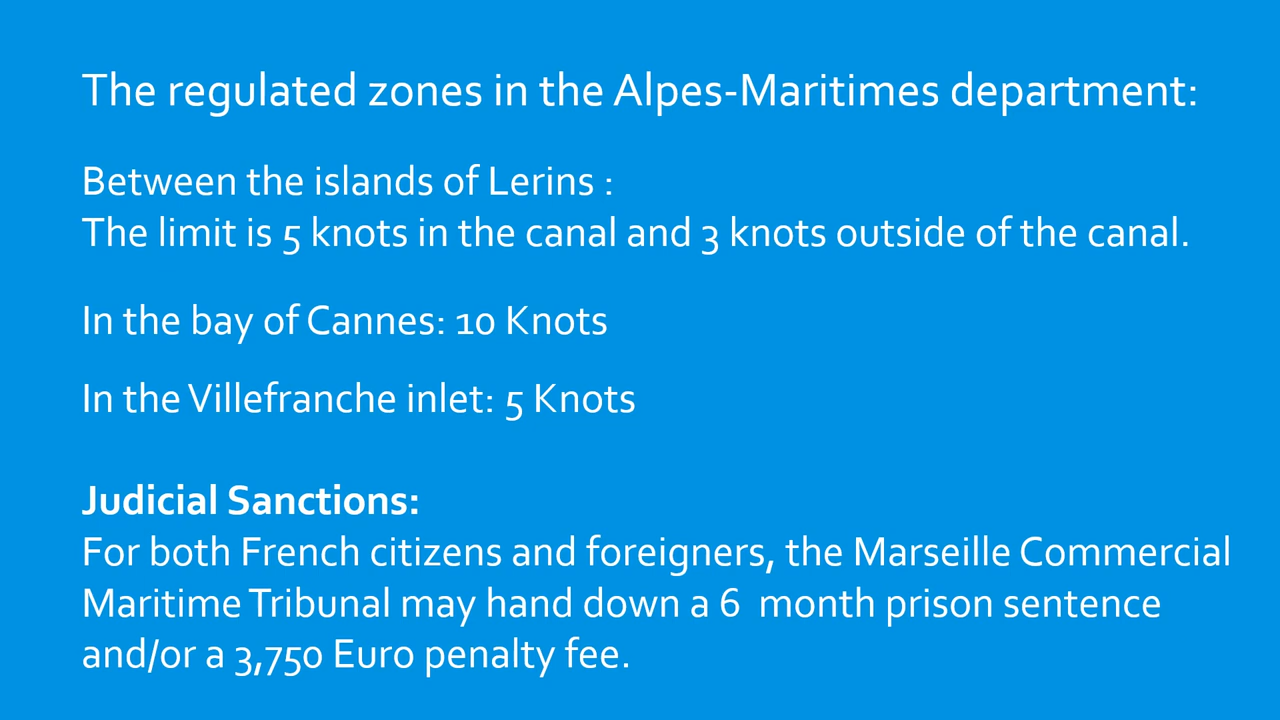 The regulated zones in the Alpes-Maritimes department:
Between the islands of Lerins :
The limit is 5 knots in the canal and 3 knots outside of the canal.
In the bay of Cannes: 10 Knots
In the Villefranche inlet: 5 Knots
Judicial Sanctions:
For both French citizens and foreigners, the Marseille Commercial
Maritime Tribunal may hand down a 6  month prison sentence
and/or a 3,750 Euro penalty fee.